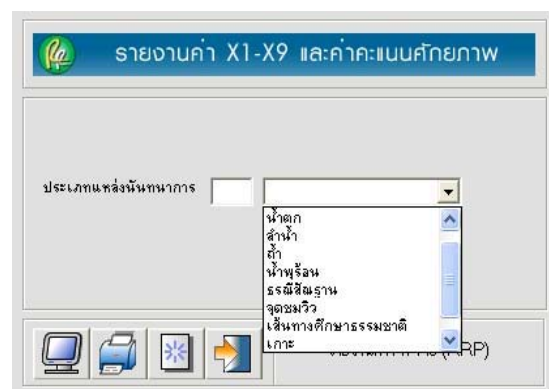 รายงานค่า X1-X9 และค่าคะแนนศักยภาพ
ประเภทแหล่งนันทนาการ
น้ำตก
ลำน้ำ
ถ้ำ
น้ำพุร้อน
ธรณีสัณฐาน
จุดชมวิว
เส้นทางศึกษาธรรมชาติ
เกาะ
RP)